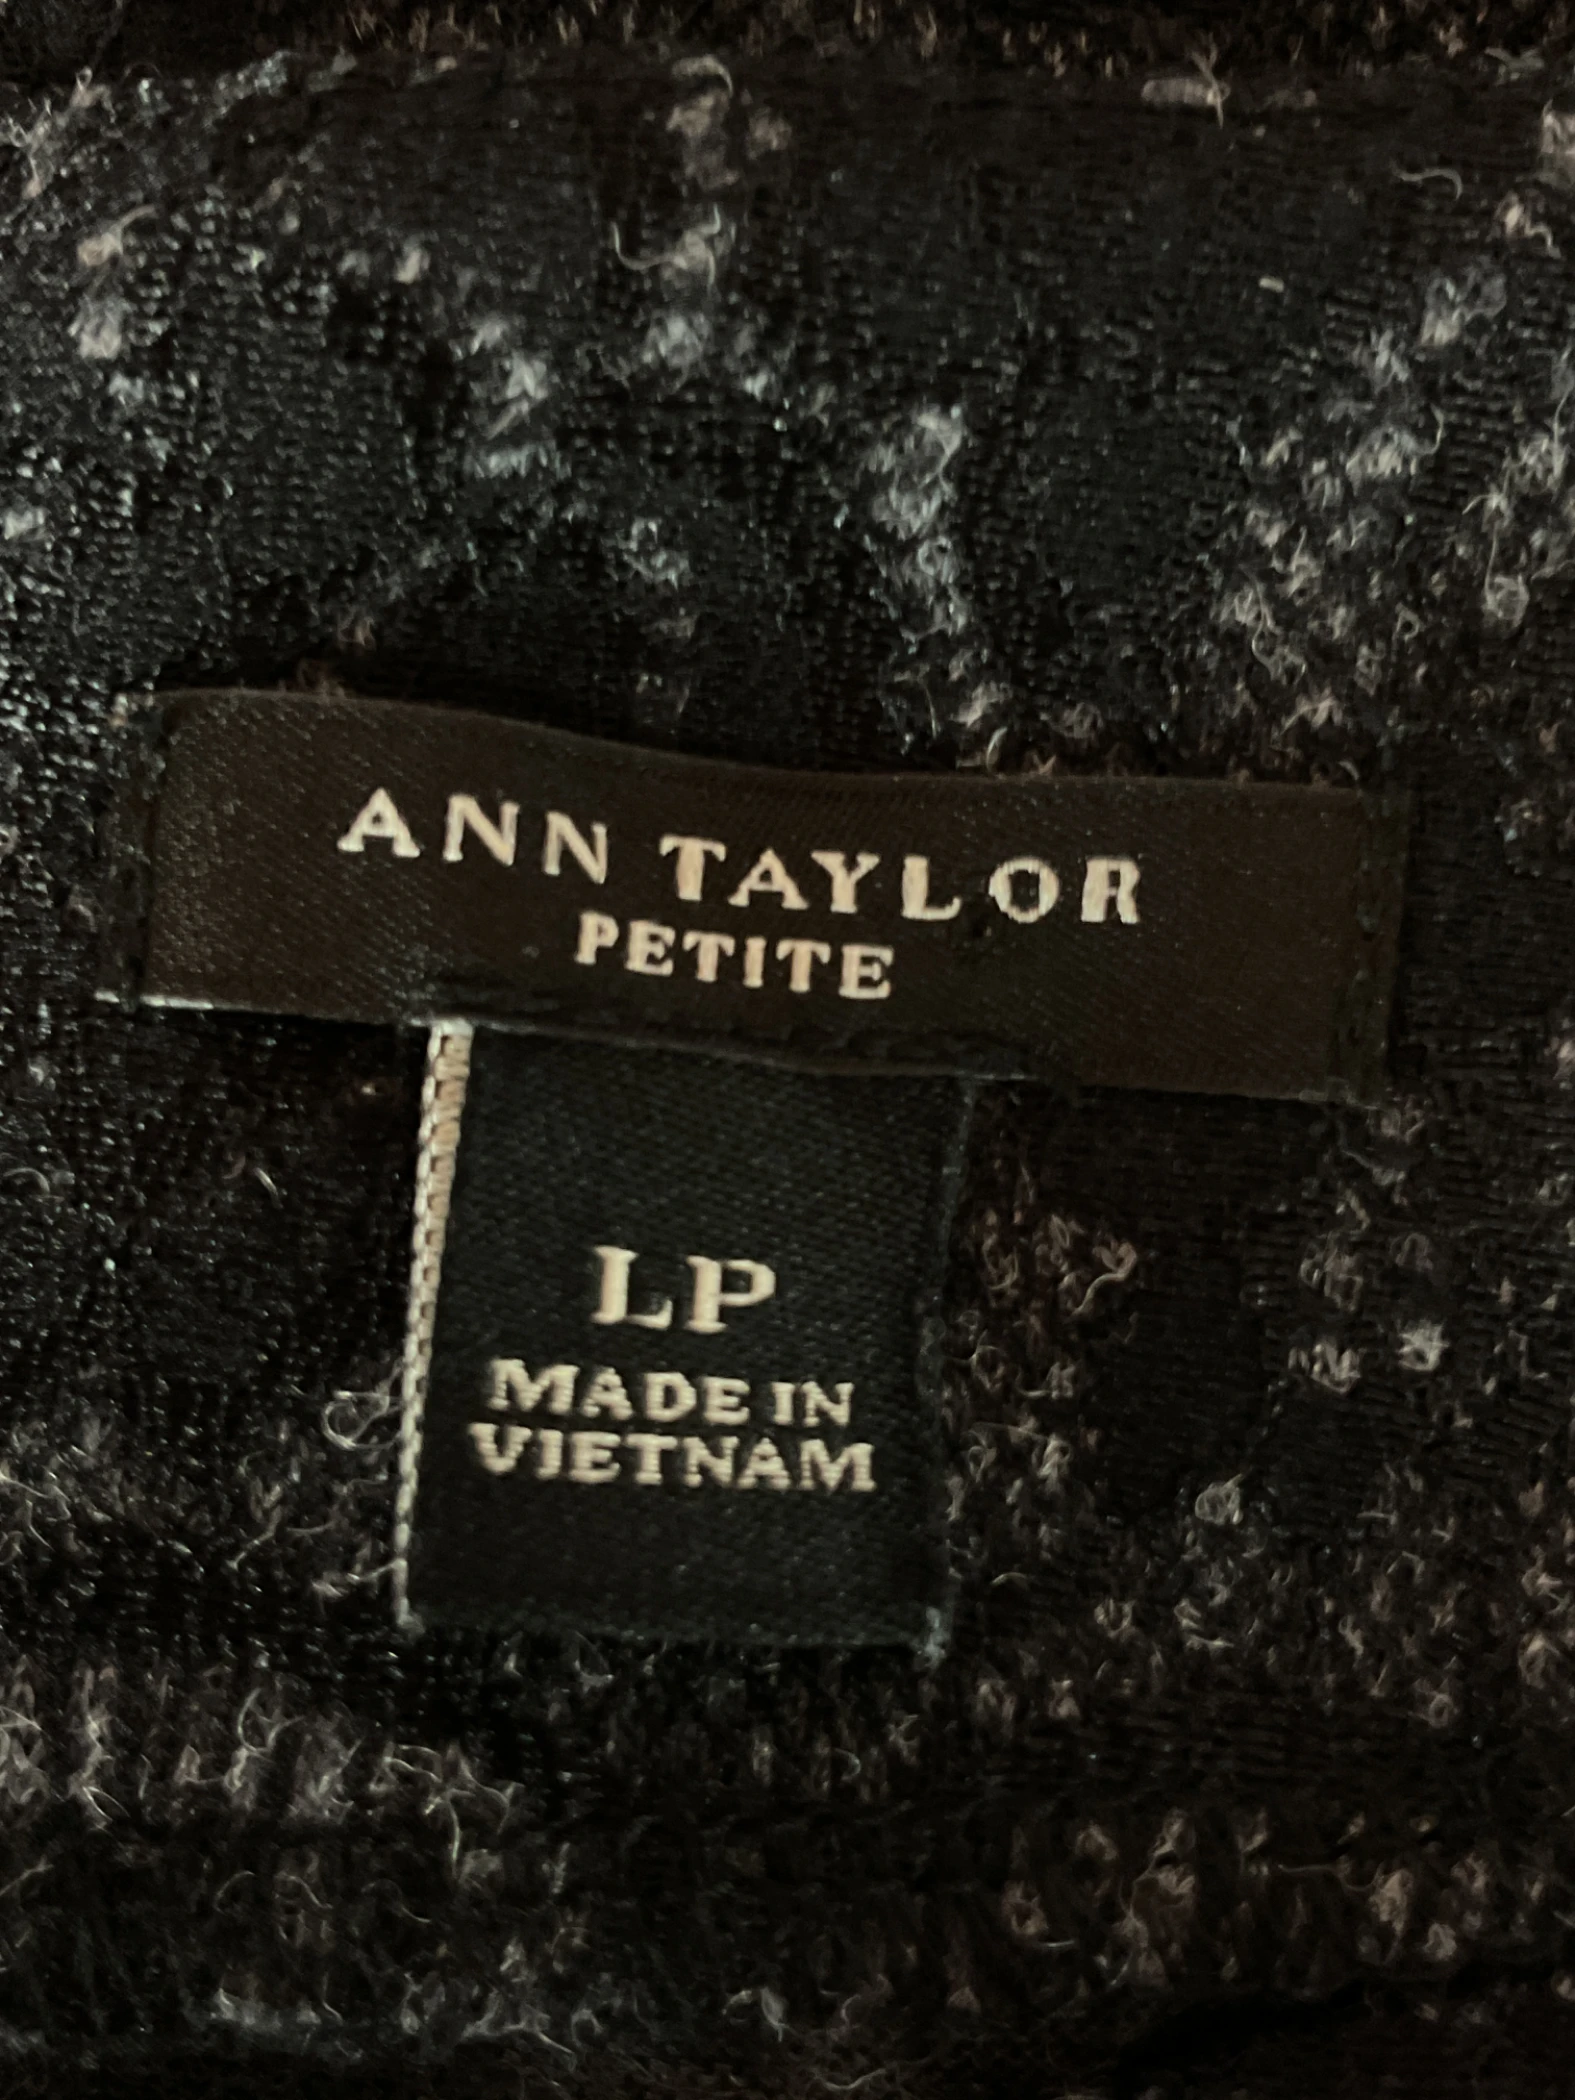 ANN TAYLOR
PETITE
LP
MADE IN
VIETNAM